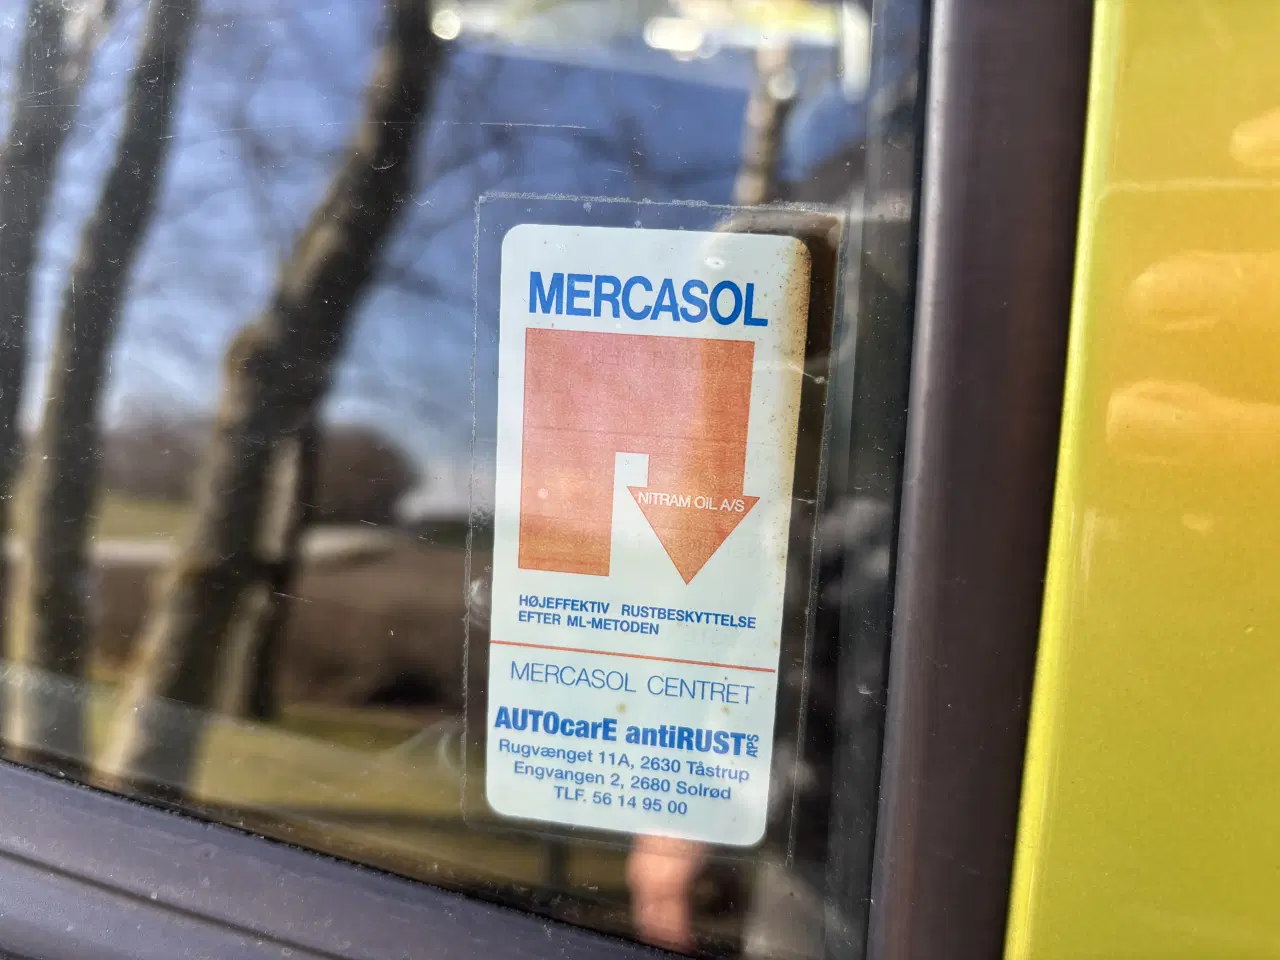 MERCASOL
NITRAM OIL A/S
HØJEFFEKTIV RUSTBESKYTTELSE
EFTER ML-METODEN
MERCASOL CENTRET
AUTOcarE antiRUST APS
Rugvænget 11A, 2630 Tåstrup
Engvangen 2, 2680 Solrød
TLF. 56 14 95 00